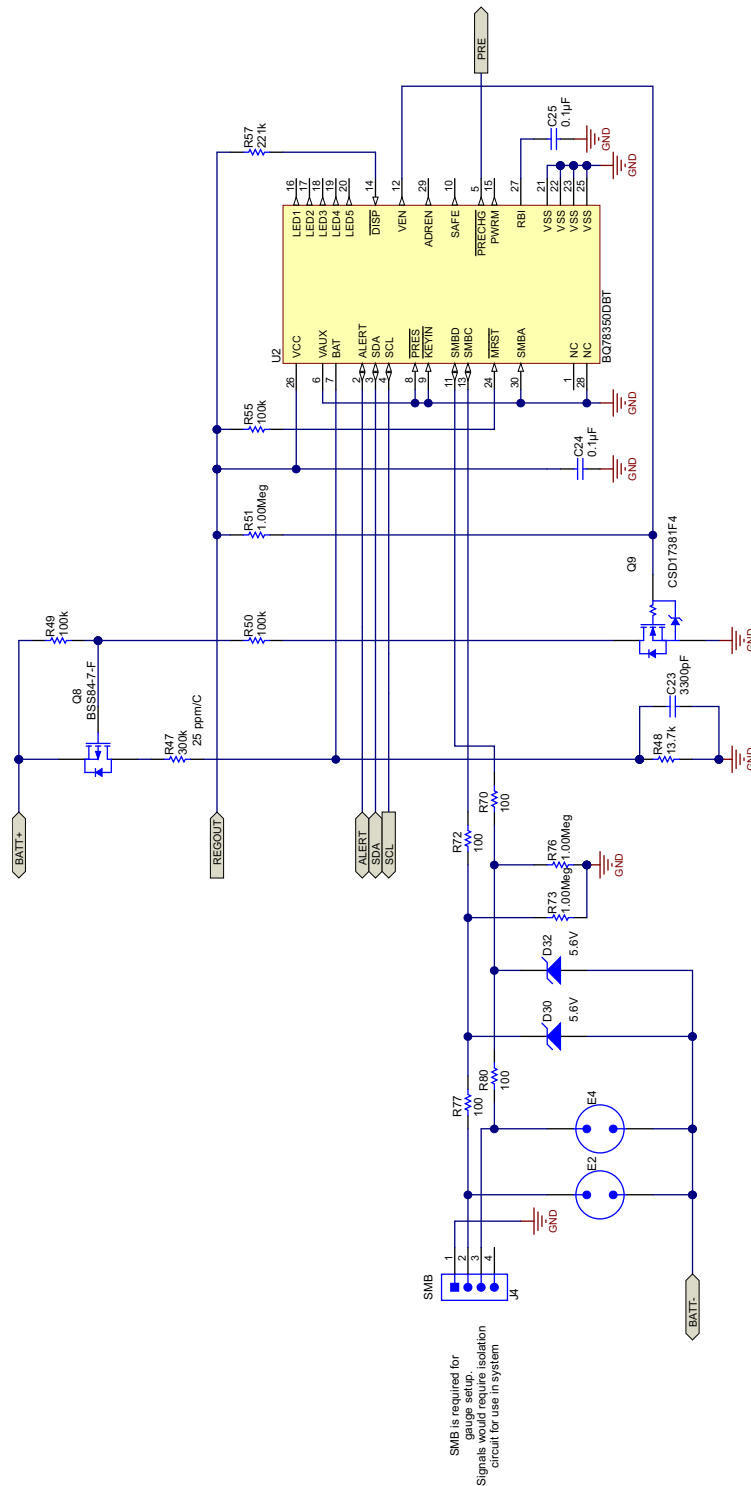 BATT+
REGOUT
ALERT
SDA
SCL
PRE
BATT-
Q8
BSS84-7-F
R49
100k
R47
300k
25 ppm/C
R50
100k
R51
1.00Meg
R55
100k
R57
221k
U2
26
VCC
6
VAUX
7
BAT
2
ALERT
3
SDA
4
SCL
8
PRES
9
KEYIN
11
SMBD
13
SMBC
24
MRST
30
SMBA
1
NC
28
NC
LED1
16
LED2
17
LED3
18
LED4
19
LED5
20
DISP
14
VEN
12
ADREN
29
SAFE
10
PRECHG
5
PWRM
15
RBI
27
VSS
21
VSS
22
VSS
23
VSS
25
BQ78350DBT
C25
0.1µF
GND
GND
GND
C24
0.1µF
GND
Q9
CSD17381F4
GND
C23
3300pF
R48
13.7k
GND
R72
100
R70
100
R73
1.00Meg
R76
1.00Meg
GND
D30
5.6V
D32
5.6V
R77
100
R80
100
E2
E4
GND
SMB
1
2
3
4
J4
SMB is required for
gauge setup.
Signals would require isolation
circuit for use in system